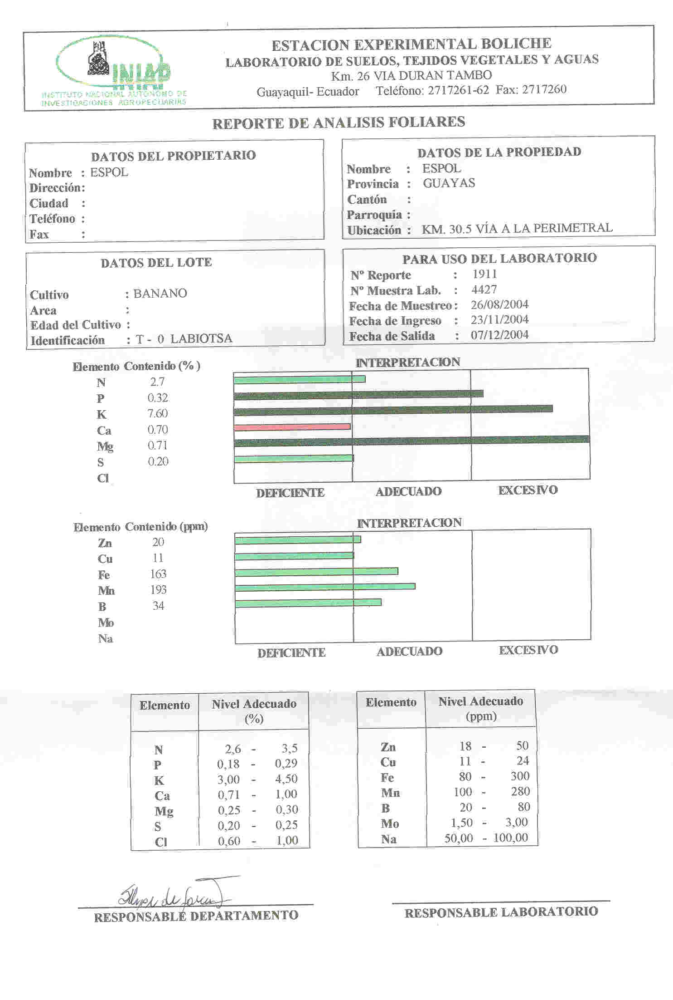 INIAP
INSTITUTO NACIONAL AUTONOMO DE
INVESTIGACIONES AGROPECUARIAS
ESTACION EXPERIMENTAL BOLICHE
LABORATORIO DE SUELOS, TEJIDOS VEGETALES Y AGUAS
Km. 26 VIA DURAN TAMBO
Guayaquil- Ecuador Teléfono: 2717261-62 Fax: 2717260
REPORTE DE ANALISIS FOLIARES
DATOS DEL PROPIETARIO
Nombre : ESPOL
Dirección:
Ciudad :
Teléfono :
Fax :
DATOS DE LA PROPIEDAD
Nombre : ESPOL
Provincia : GUAYAS
Cantón :
Parroquia :
Ubicación : KM. 30.5 VÍA A LA PERIMETRAL
DATOS DEL LOTE
Cultivo : BANANO
Area :
Edad del Cultivo :
Identificación : T - 0 LABIOTSA
PARA USO DEL LABORATORIO
Nº Reporte : 1911
Nº Muestra Lab. : 4427
Fecha de Muestreo : 26/08/2004
Fecha de Ingreso : 23/11/2004
Fecha de Salida : 07/12/2004
Elemento Contenido (% ) INTERPRETACION
N 2.7
P 0.32
K 7.60
Ca 0.70
Mg 0.71
S 0.20
Cl
DEFICIENTE ADECUADO EXCESIVO
Elemento Contenido (ppm) INTERPRETACION
Zn 20
Cu 11
Fe 163
Mn 193
B 34
Mo
Na
DEFICIENTE ADECUADO EXCESIVO
Elemento Nivel Adecuado
(%)
N 2,6 - 3,5
P 0,18 - 0,29
K 3,00 - 4,50
Ca 0,71 - 1,00
Mg 0,25 - 0,30
S 0,20 - 0,25
Cl 0,60 - 1,00
Elemento Nivel Adecuado
(ppm)
Zn 18 - 50
Cu 11 - 24
Fe 80 - 300
Mn 100 - 280
B 20 - 80
Mo 1,50 - 3,00
Na 50,00 - 100,00
RESPONSABLE DEPARTAMENTO
RESPONSABLE LABORATORIO